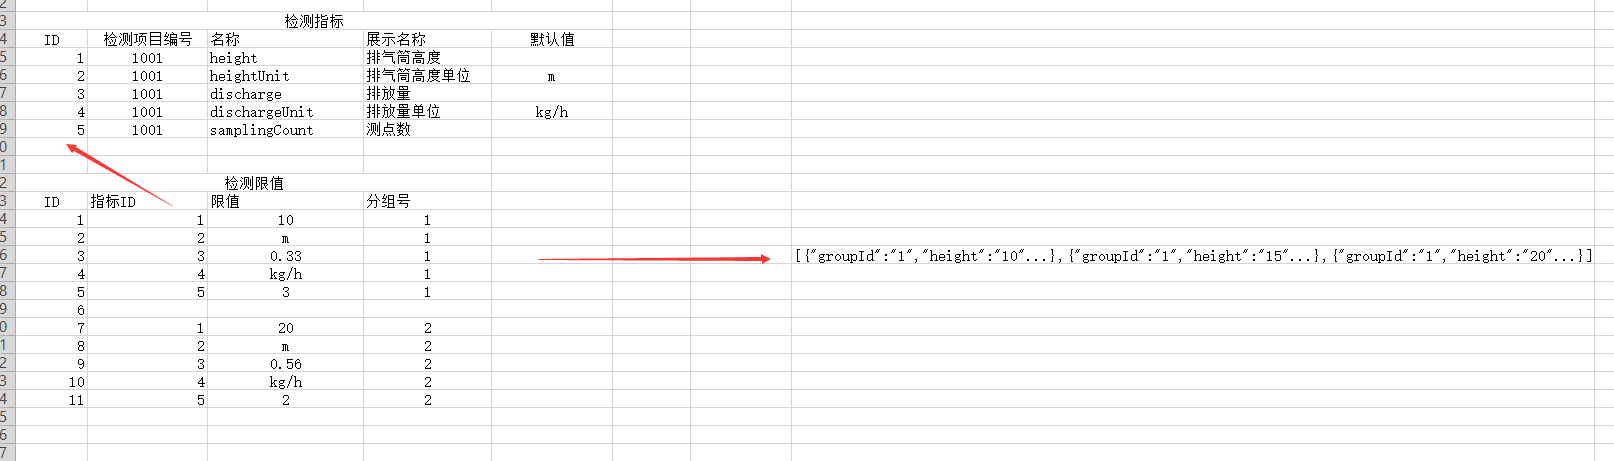 2
3 检测指标
4 ID 检测项目编号 名称 展示名称 默认值
5 1 1001 height 排气筒高度
6 2 1001 heightUnit 排气筒高度单位 m
7 3 1001 discharge 排放量
8 4 1001 dischargeUnit 排放量单位 kg/h
9 5 1001 samplingCount 测点数
0
1
2 检测限值
3 ID 指标ID 限值 分组号
4 1 1 10 1
5 2 2 m 1
6 3 3 0.33 1 [{"groupId":"1","height":"10"...},{"groupId":"1","height":"15"...},{"groupId":"1","height":"20"...}]
7 4 4 kg/h 1
8 5 5 3 1
9 6
0 7 1 20 2
1 8 2 m 2
2 9 3 0.56 2
3 10 4 kg/h 2
4 11 5 2 2
5
6
7